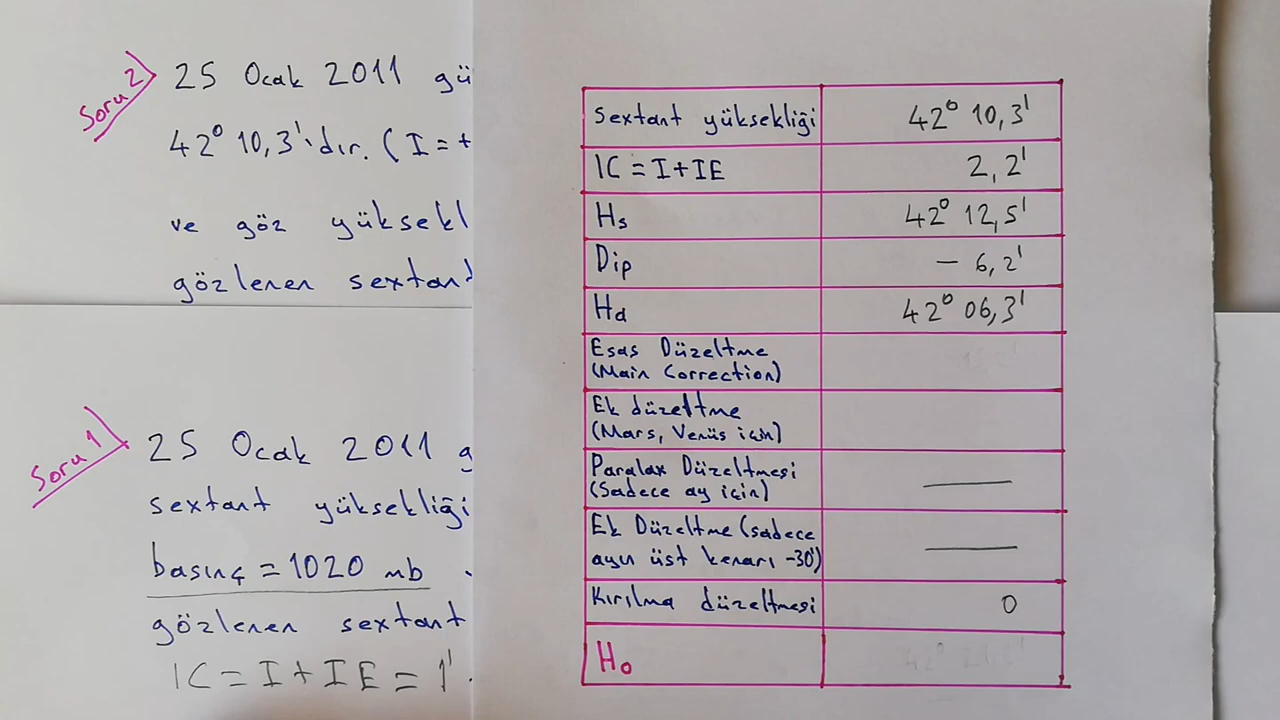 Soru 2
25 Ocak 2011 gü
42° 10,3' dır. ( I = +
ve göz yüksekl
gözlenen sextant
Soru 1
25 Ocak 2011 g
sextant yüksekliği
basınç = 1020 mb
gözlenen sextant
IC = I + IE = 1'
Sextant yüksekliği 42° 10,3'
IC = I + IE 2,2'
Hs 42° 12,5'
Dip - 6,2'
Ha 42° 06,3'
Esas Düzeltme
(Main Correction)
Ek düzeltme
(Mars, Venüs için)
Paralax Düzeltmesi
(Sadece ay için)
Ek Düzeltme (sadece
ayın üst kenarı -30')
Kırılma düzeltmesi 0
Ho